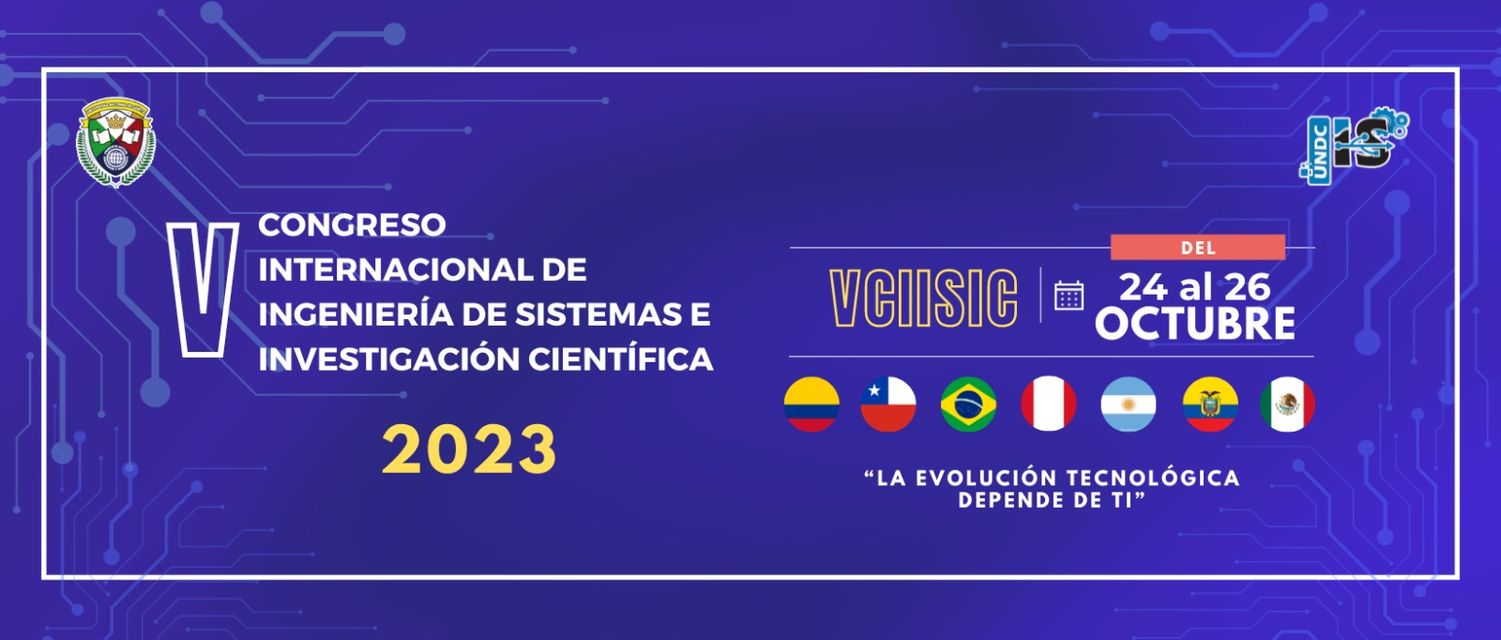 V
CONGRESO
INTERNACIONAL DE
INGENIERÍA DE SISTEMAS E
INVESTIGACIÓN CIENTÍFICA
2023
UNDC
IS
VCIISIC
DEL
24 al 26
OCTUBRE
“LA EVOLUCIÓN TECNOLÓGICA
DEPENDE DE TI”